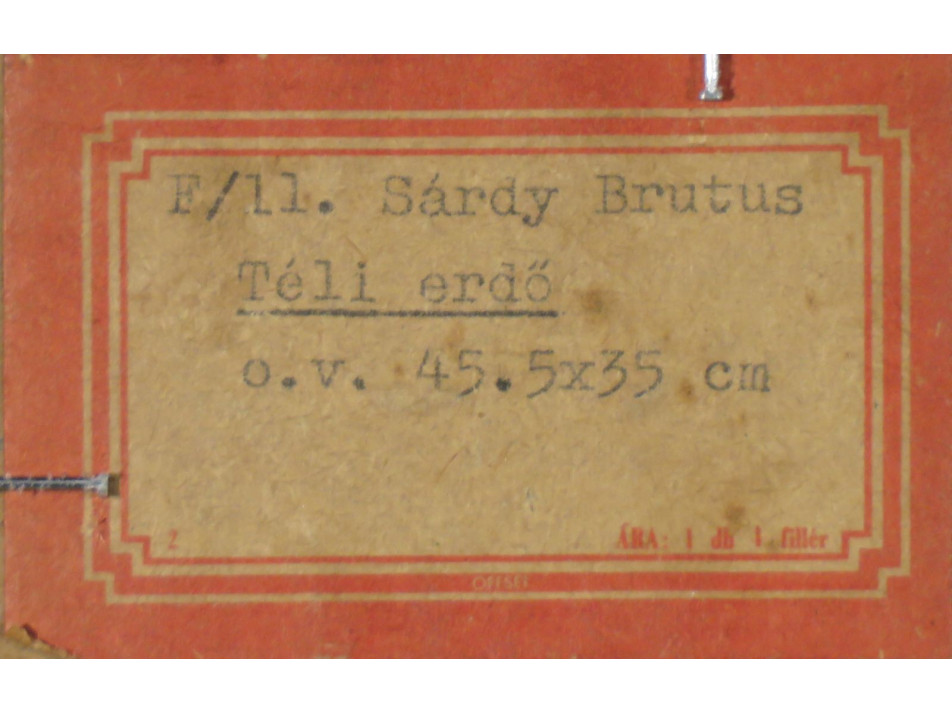 F/11. Sárdy Brutus
Téli erdő
o.v. 45.5x35 cm
2
ÁRA: 1 db 1 fillér
OFFSET